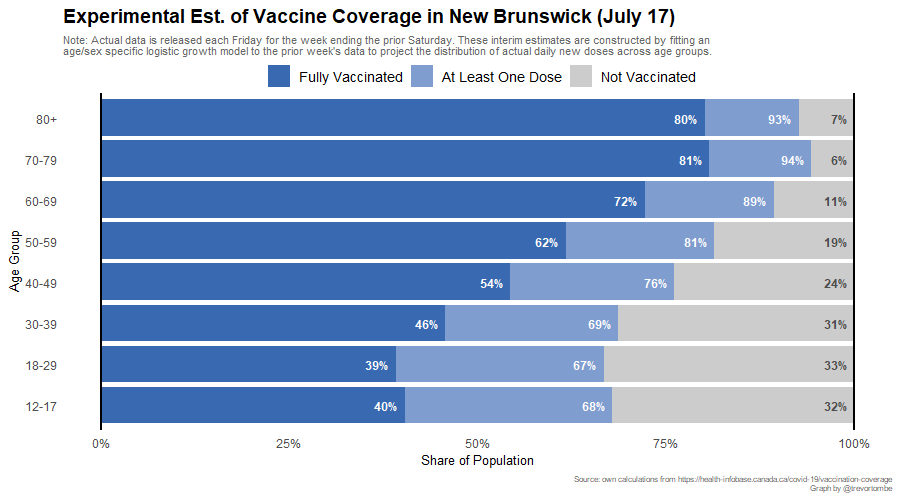 Experimental Est. of Vaccine Coverage in New Brunswick (July 17)
Note: Actual data is released each Friday for the week ending the prior Saturday. These interim estimates are constructed by fitting an
age/sex specific logistic growth model to the prior week's data to project the distribution of actual daily new doses across age groups.
Fully Vaccinated At Least One Dose Not Vaccinated
80+ 80% 93% 7%
70-79 81% 94% 6%
60-69 72% 89% 11%
50-59 62% 81% 19%
40-49 54% 76% 24%
30-39 46% 69% 31%
18-29 39% 67% 33%
12-17 40% 68% 32%
Age Group
0% 25% 50% 75% 100%
Share of Population
Source: own calculations from https://health-infobase.canada.ca/covid-19/vaccination-coverage
Graph by @trevortombe